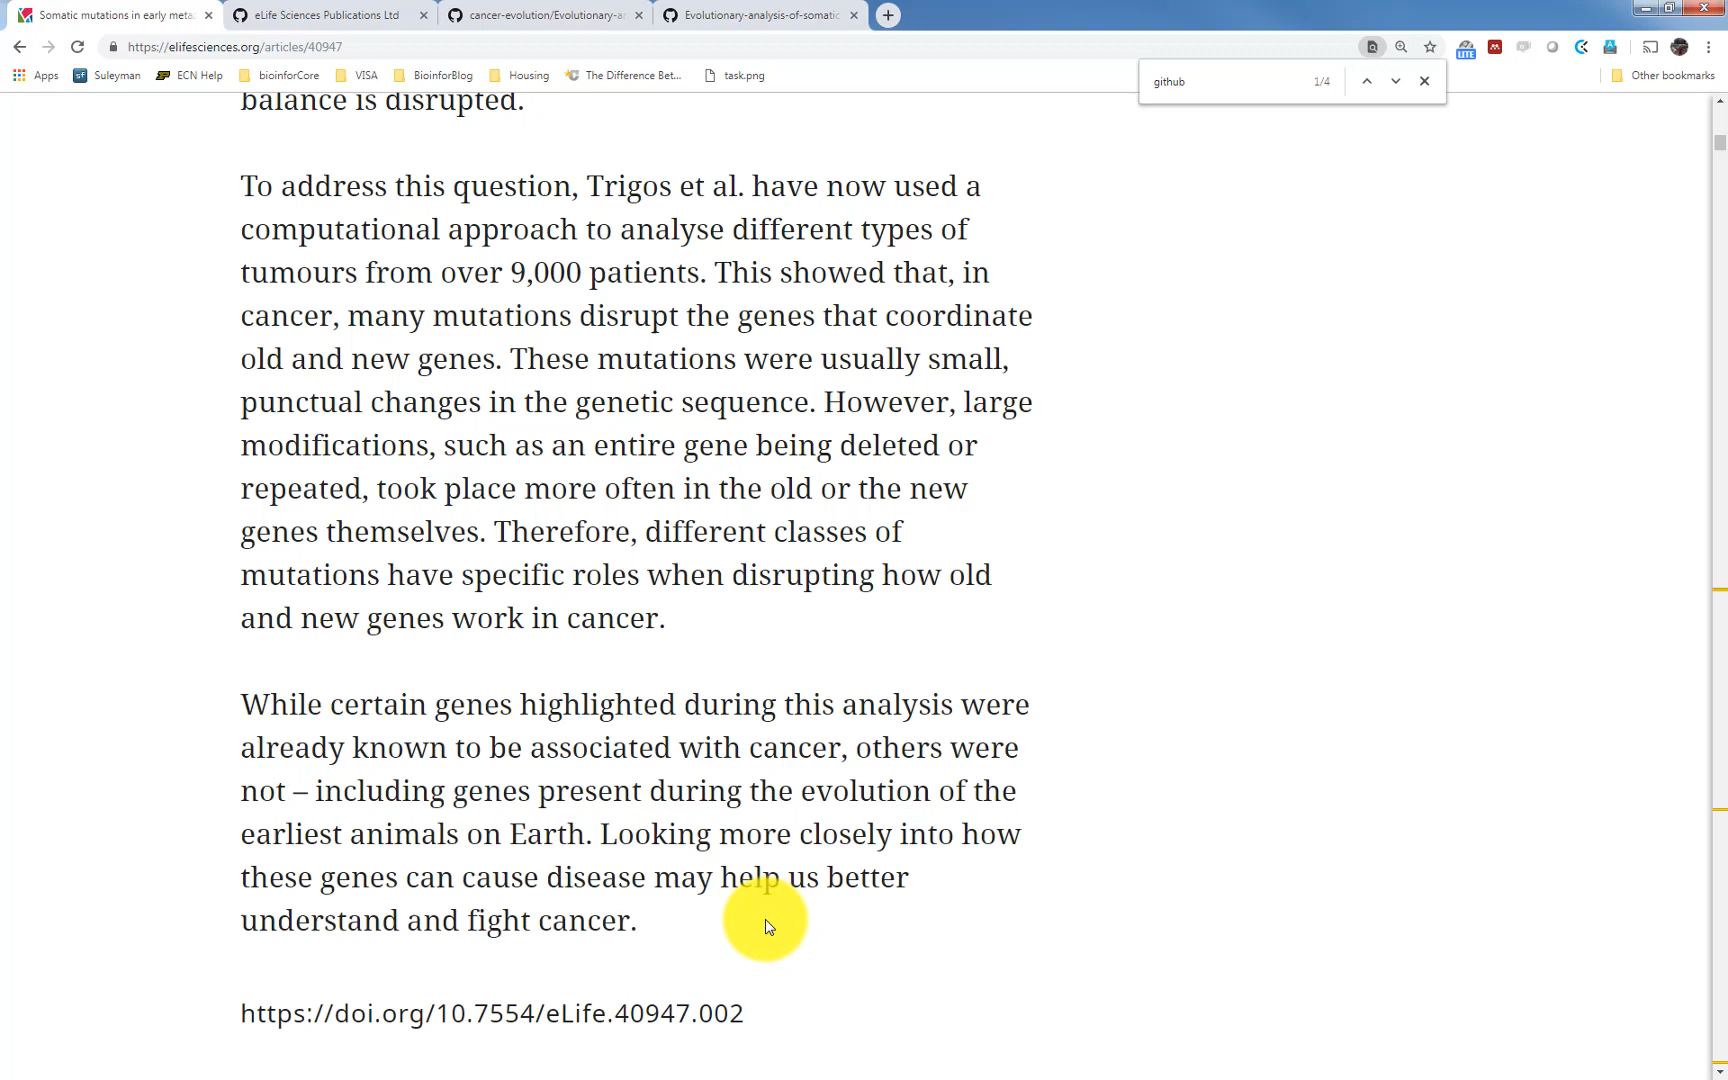 Somatic mutations in early meta
eLife Sciences Publications Ltd
cancer-evolution/Evolutionary-a
Evolutionary-analysis-of-somatic
https://elifesciences.org/articles/40947
LITE
Apps
Suleyman
ECN Help
bioinforCore
VISA
BioinforBlog
Housing
The Difference Bet...
task.png
Other bookmarks
github
1/4
balance is disrupted.
To address this question, Trigos et al. have now used a
computational approach to analyse different types of
tumours from over 9,000 patients. This showed that, in
cancer, many mutations disrupt the genes that coordinate
old and new genes. These mutations were usually small,
punctual changes in the genetic sequence. However, large
modifications, such as an entire gene being deleted or
repeated, took place more often in the old or the new
genes themselves. Therefore, different classes of
mutations have specific roles when disrupting how old
and new genes work in cancer.
While certain genes highlighted during this analysis were
already known to be associated with cancer, others were
not – including genes present during the evolution of the
earliest animals on Earth. Looking more closely into how
these genes can cause disease may help us better
understand and fight cancer.
https://doi.org/10.7554/eLife.40947.002